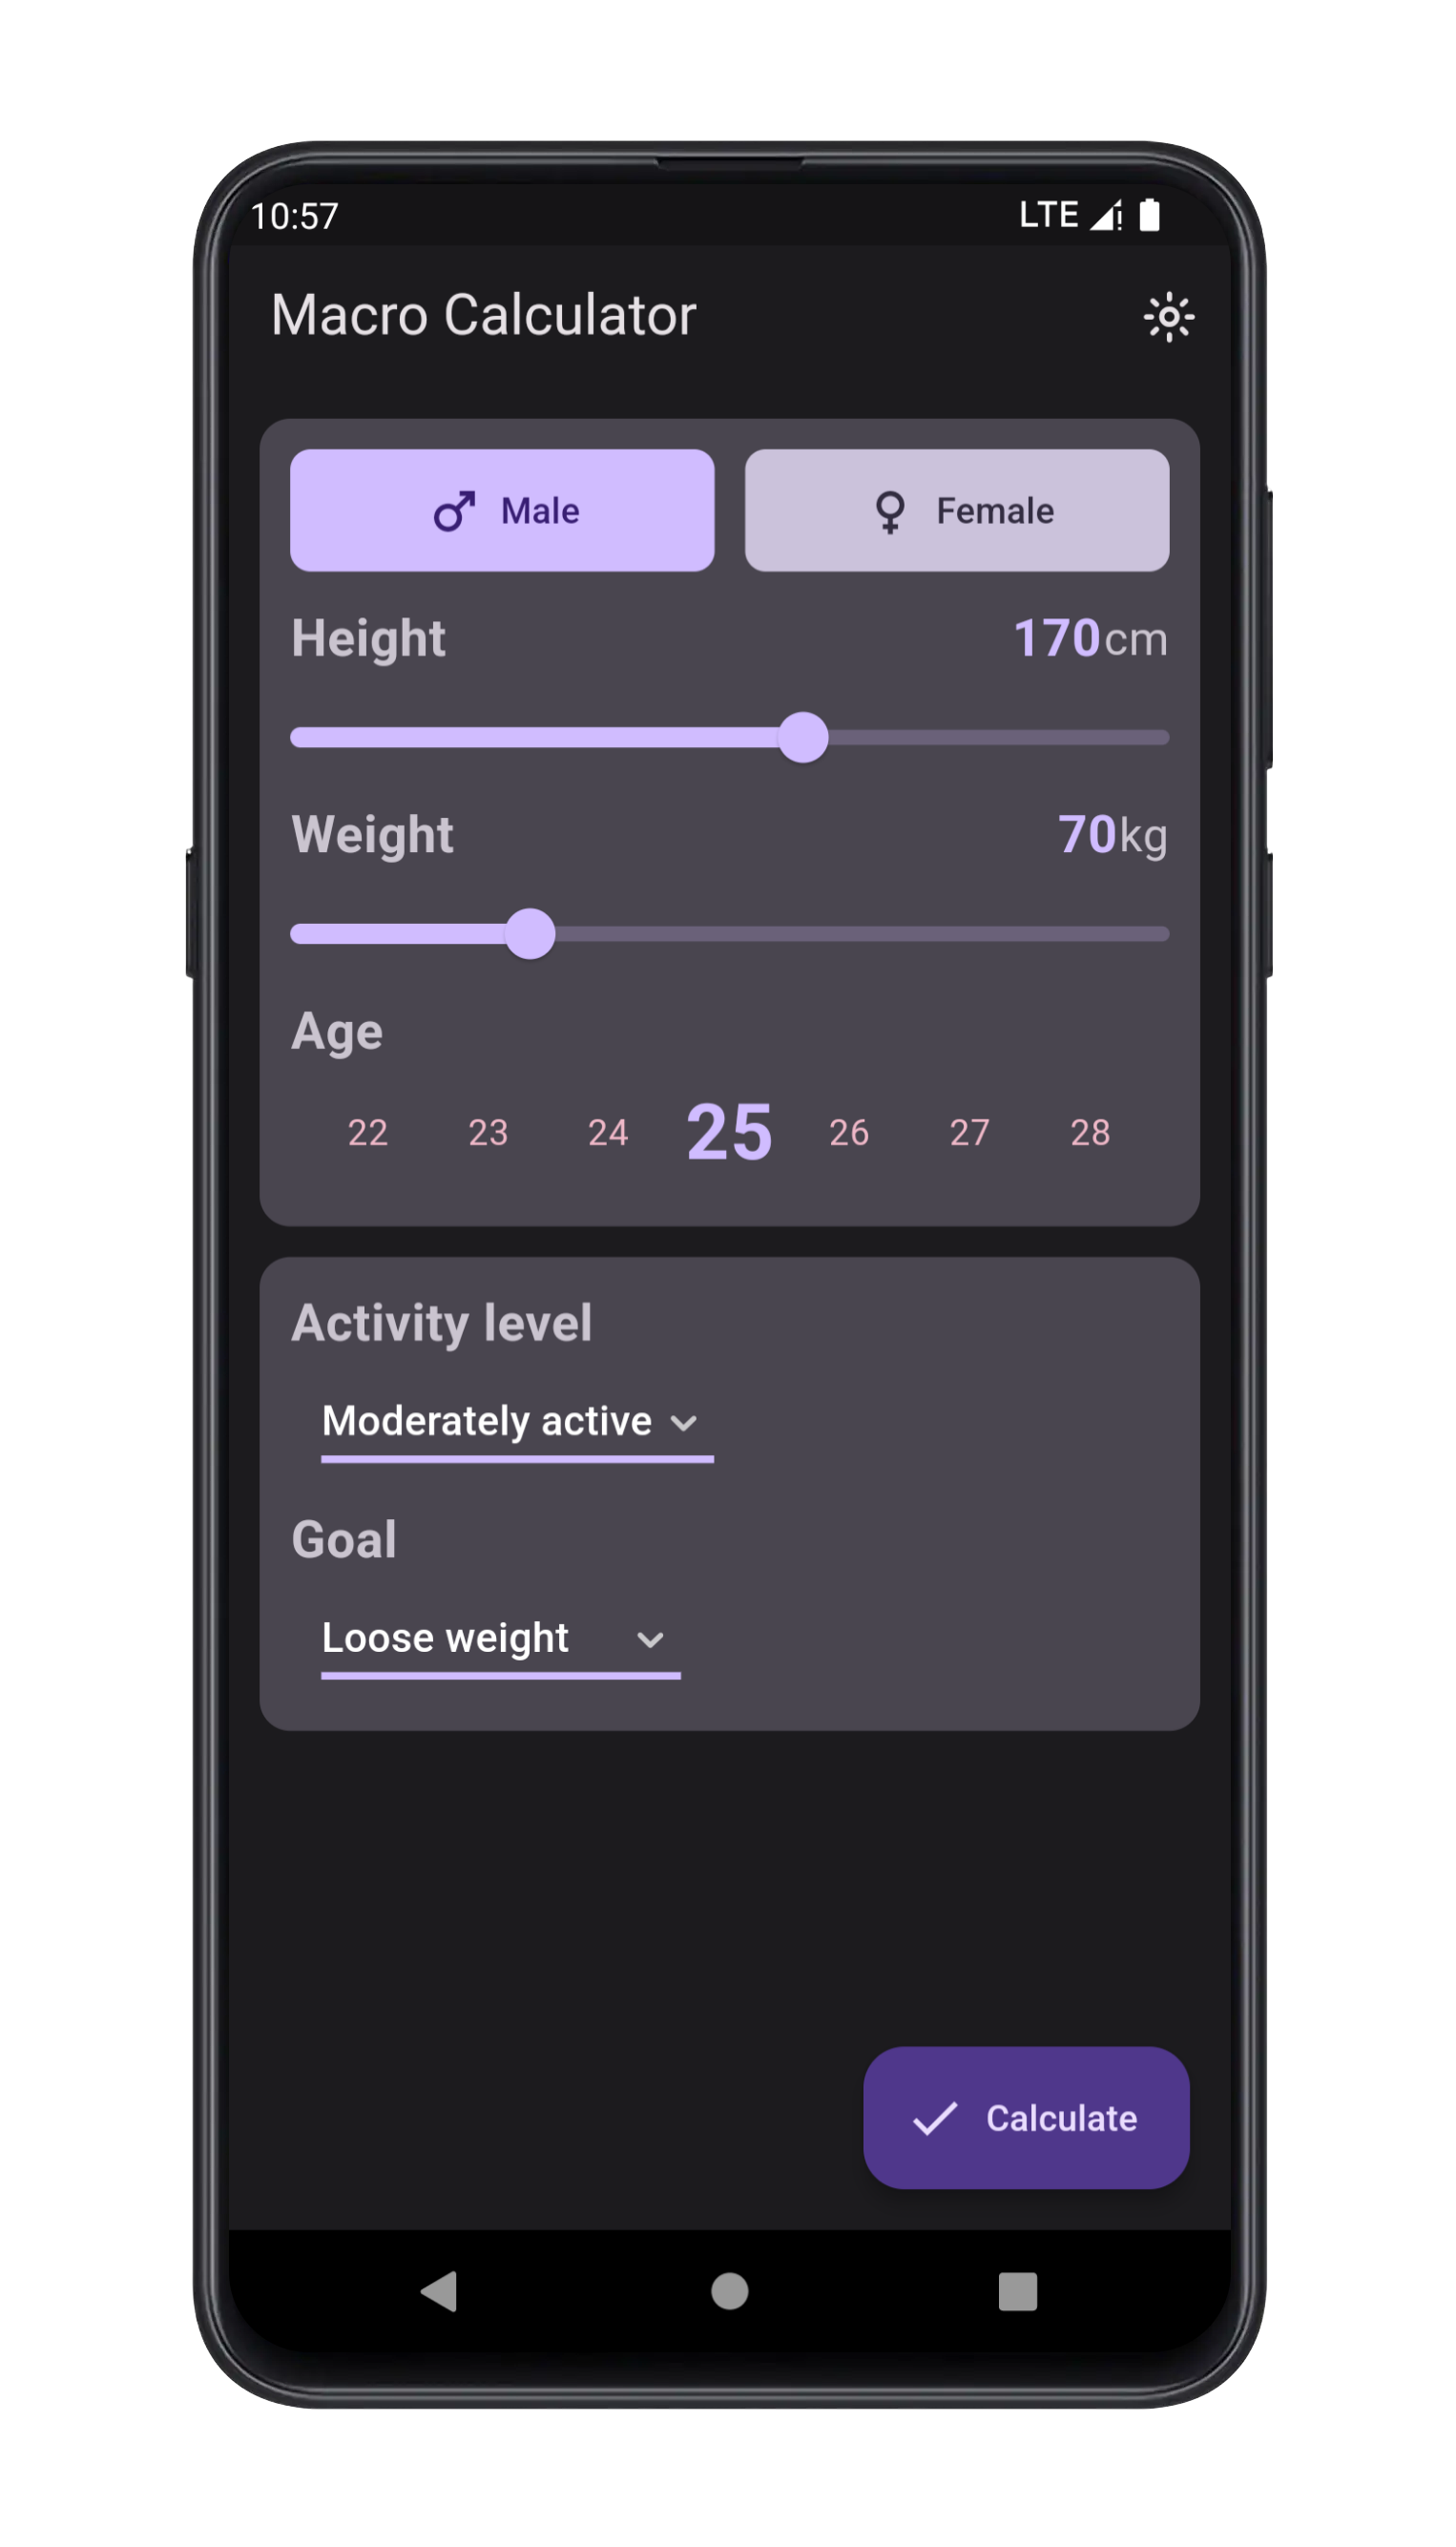 10:57 LTE
Macro Calculator
Male Female
Height 170cm
Weight 70kg
Age
22 23 24 25 26 27 28
Activity level
Moderately active
Goal
Loose weight
Calculate